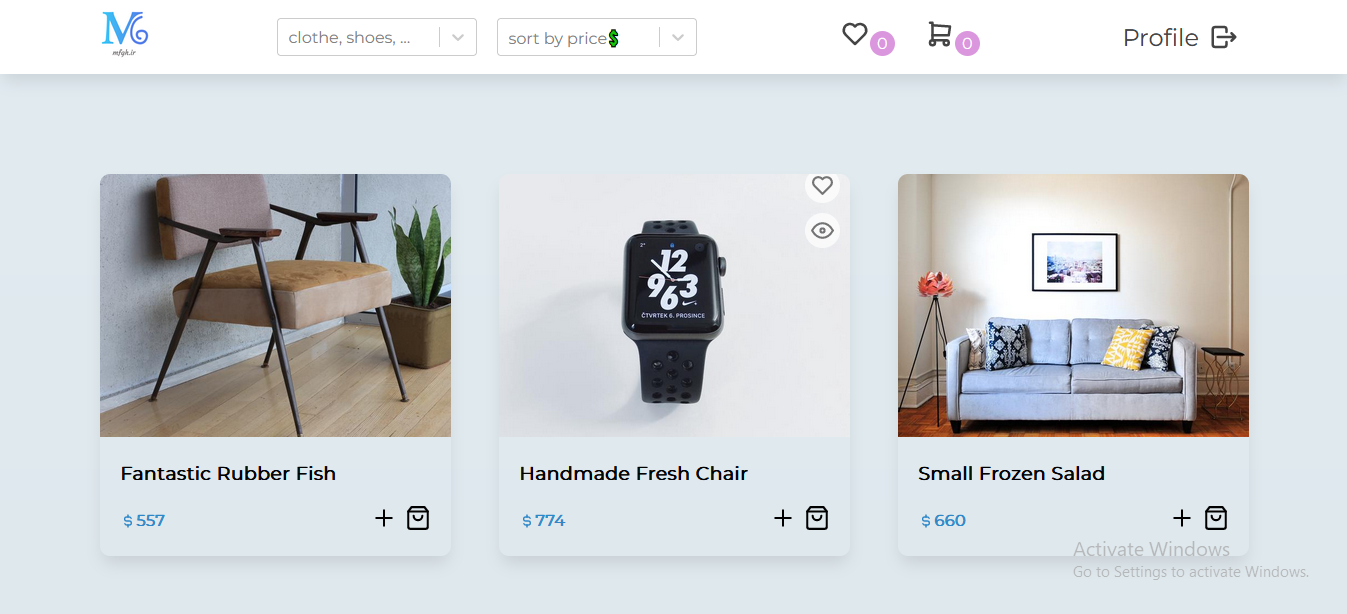 M
mfgh.ir
clothe, shoes, ...
sort by price$
0
0
Profile
12
9 3
6
ČTVRTEK 6. PROSINCE
Fantastic Rubber Fish
$ 557
Handmade Fresh Chair
$ 774
Small Frozen Salad
$ 660
Activate Windows
Go to Settings to activate Windows.